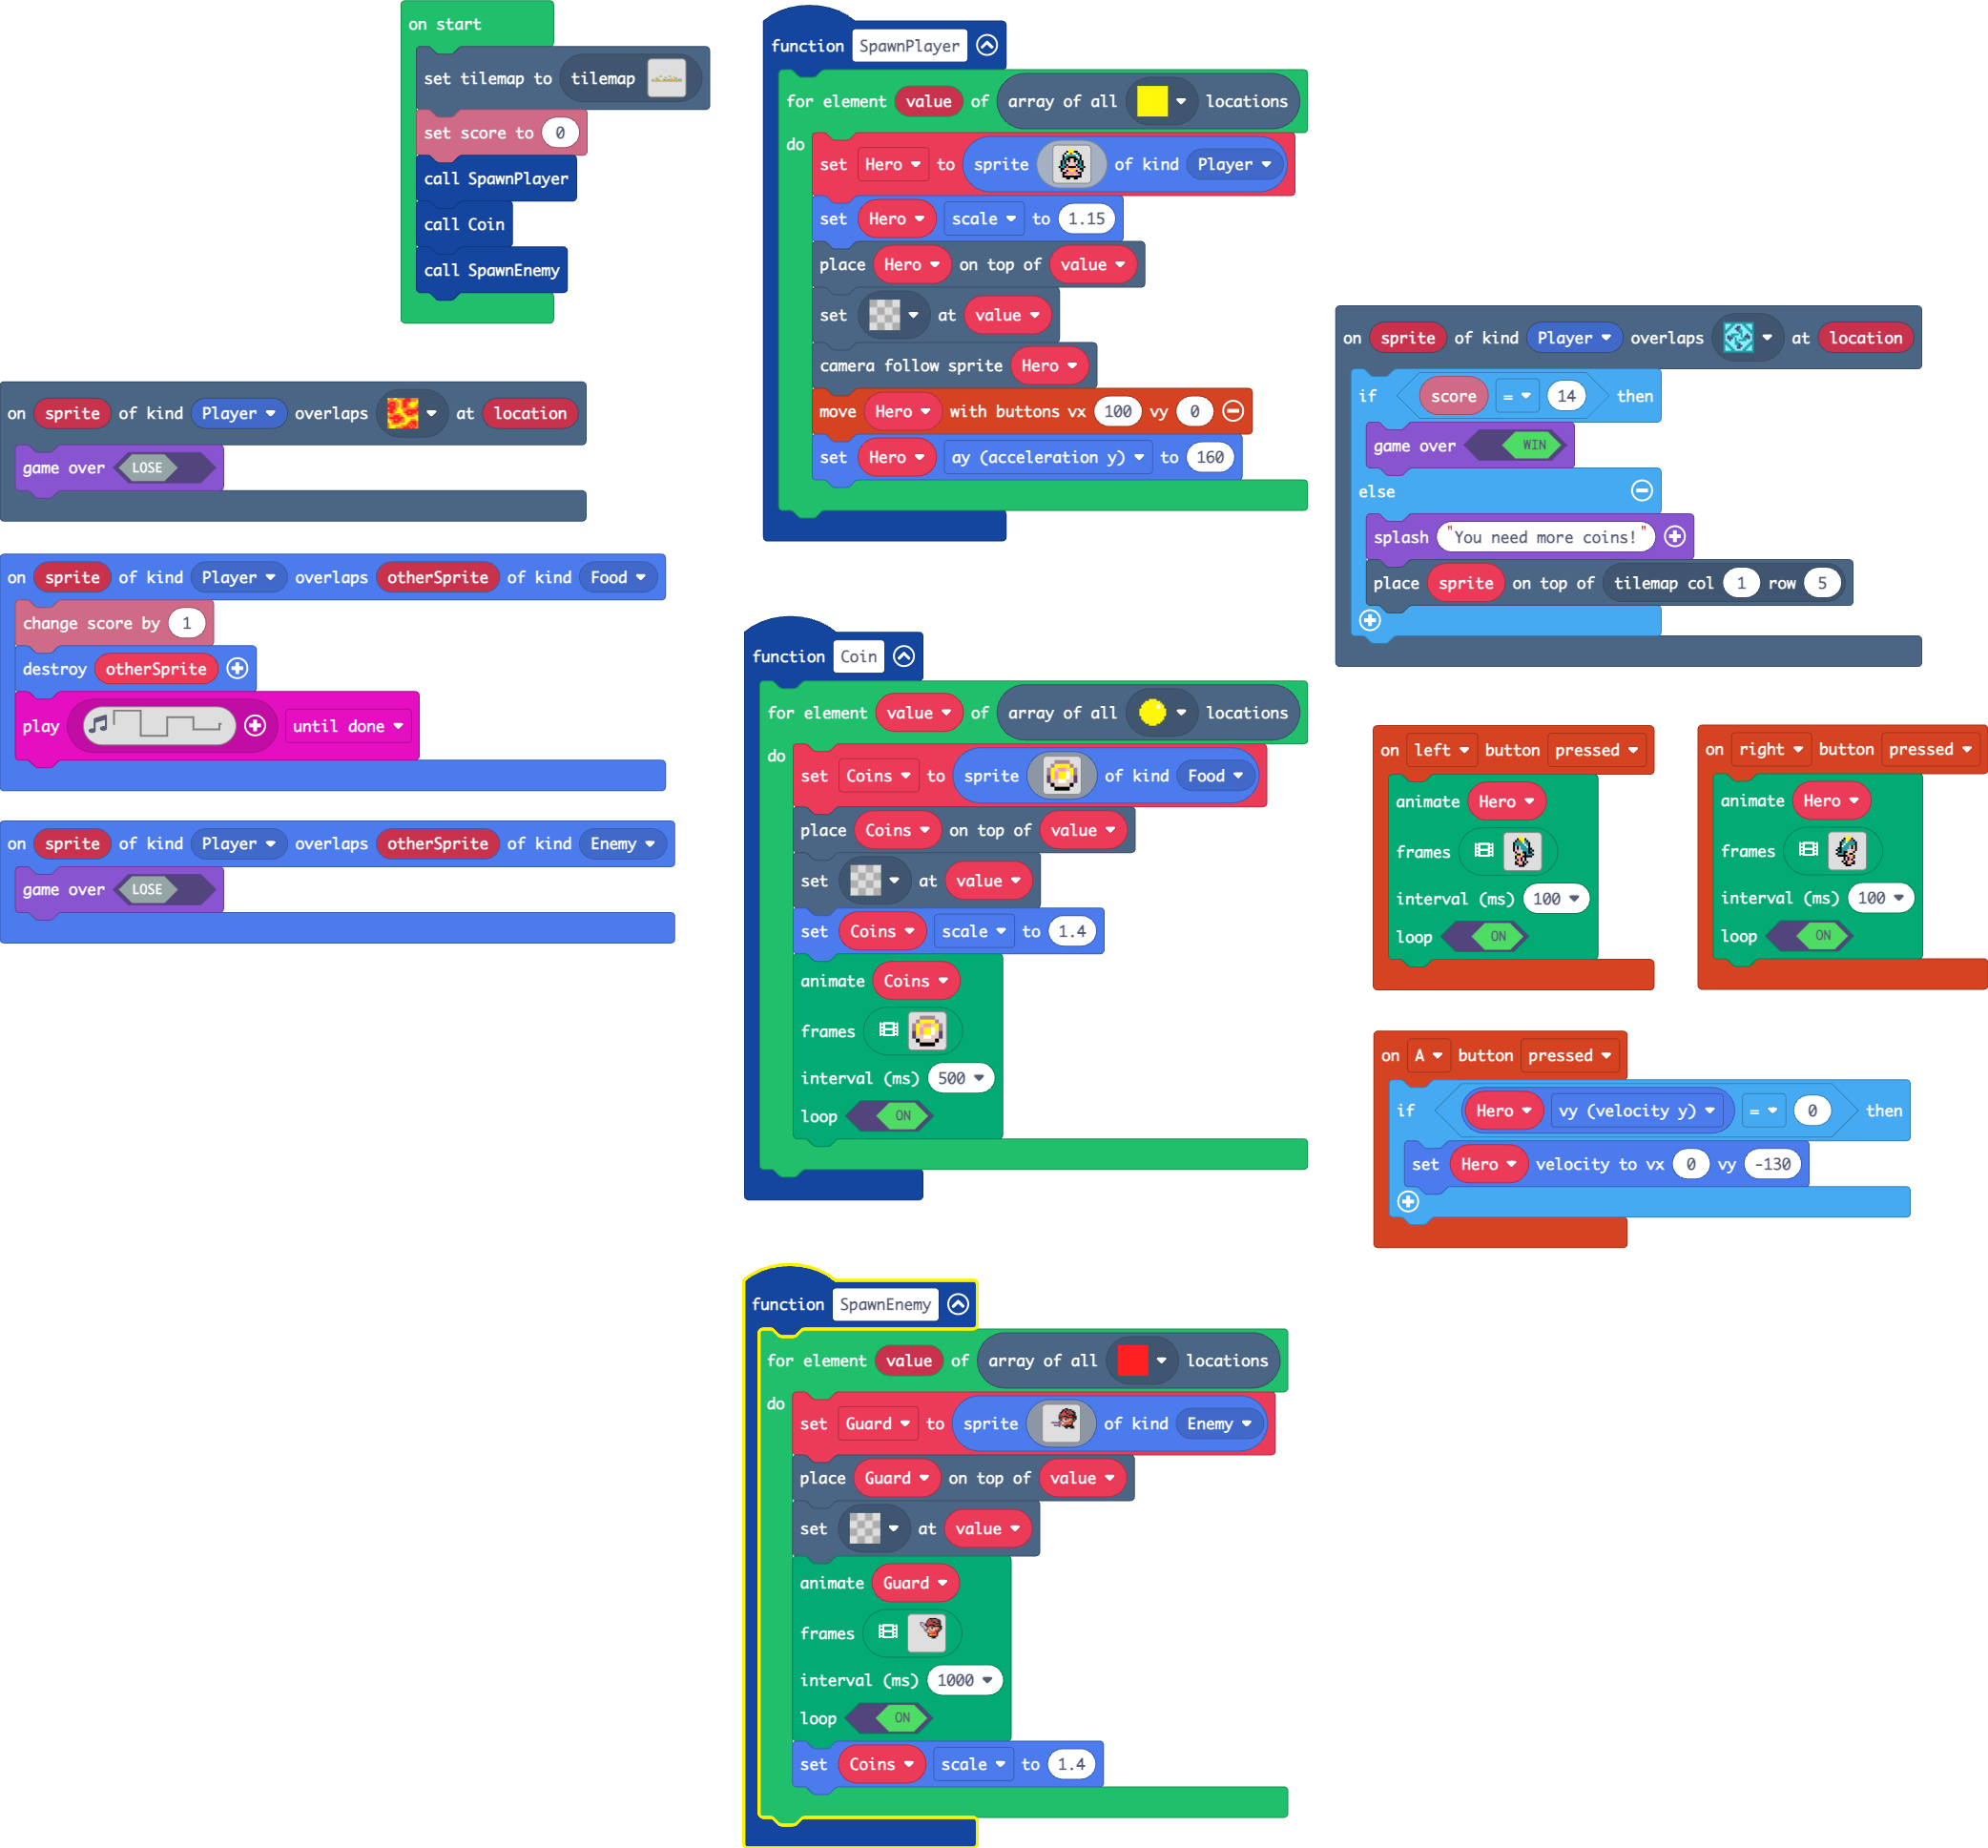 on start
set tilemap to tilemap
set score to 0
call SpawnPlayer
call Coin
call SpawnEnemy
on sprite of kind Player overlaps at location
game over LOSE
on sprite of kind Player overlaps otherSprite of kind Food
change score by 1
destroy otherSprite
play until done
on sprite of kind Player overlaps otherSprite of kind Enemy
game over LOSE
function SpawnPlayer
for element value of array of all locations
do
set Hero to sprite of kind Player
set Hero scale to 1.15
place Hero on top of value
set at value
camera follow sprite Hero
move Hero with buttons vx 100 vy 0
set Hero ay (acceleration y) to 160
function Coin
for element value of array of all locations
do
set Coins to sprite of kind Food
place Coins on top of value
set at value
set Coins scale to 1.4
animate Coins
frames
interval (ms) 500
loop ON
function SpawnEnemy
for element value of array of all locations
do
set Guard to sprite of kind Enemy
place Guard on top of value
set at value
animate Guard
frames
interval (ms) 1000
loop ON
set Coins scale to 1.4
on sprite of kind Player overlaps at location
if score = 14 then
game over WIN
else
splash "You need more coins!"
place sprite on top of tilemap col 1 row 5
on left button pressed
animate Hero
frames
interval (ms) 100
loop ON
on right button pressed
animate Hero
frames
interval (ms) 100
loop ON
on A button pressed
if Hero vy (velocity y) = 0 then
set Hero velocity to vx 0 vy -130